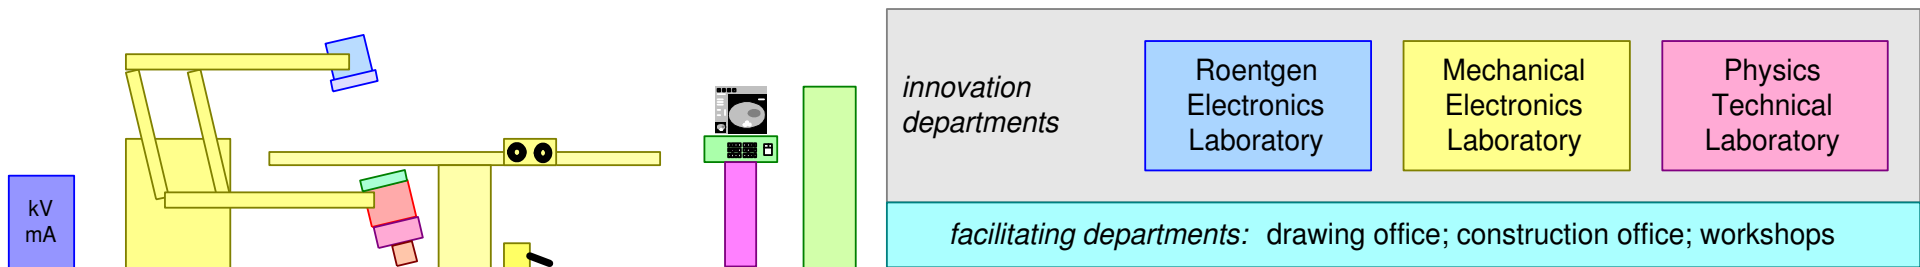 kV
mA
innovation
departments
Roentgen
Electronics
Laboratory
Mechanical
Electronics
Laboratory
Physics
Technical
Laboratory
facilitating departments: drawing office; construction office; workshops